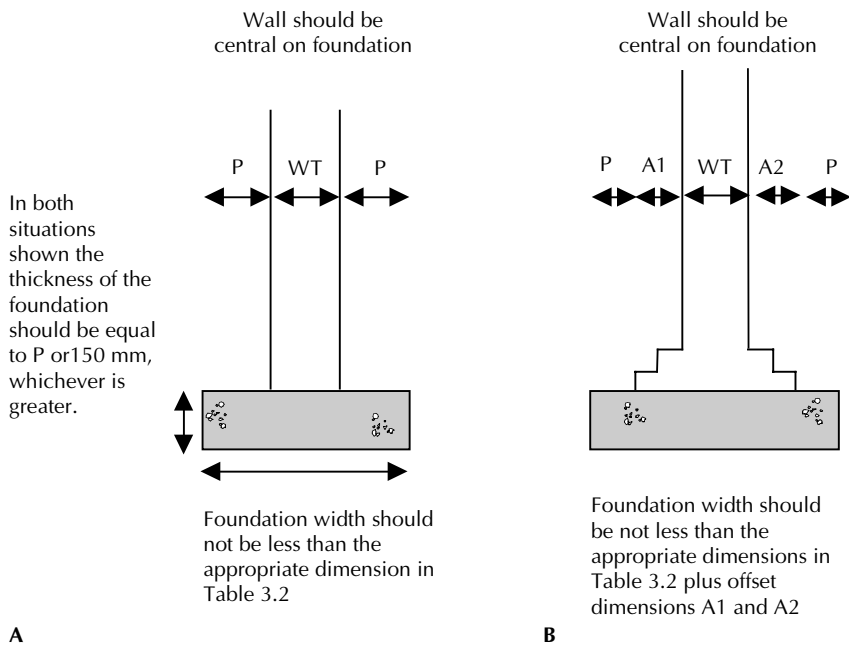 Wall should be
central on foundation
Wall should be
central on foundation
P
WT
P
P
A1
WT
A2
P
In both
situations
shown the
thickness of the
foundation
should be equal
to P or150 mm,
whichever is
greater.
Foundation width should
not be less than the
appropriate dimension in
Table 3.2
Foundation width should
be not less than the
appropriate dimensions in
Table 3.2 plus offset
dimensions A1 and A2
A
B